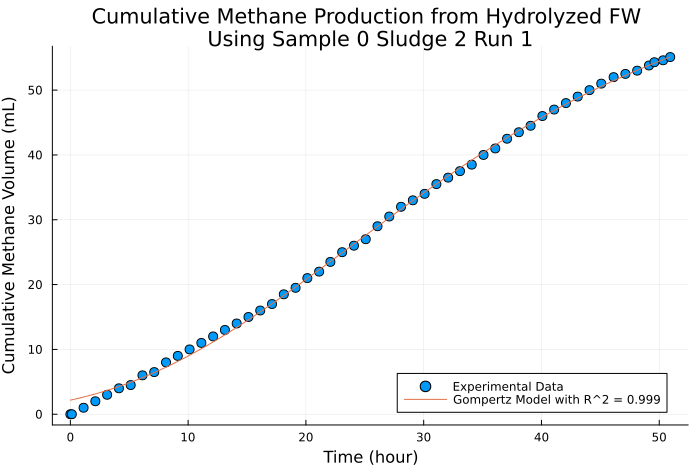 Cumulative Methane Production from Hydrolyzed FW
Using Sample 0 Sludge 2 Run 1
Cumulative Methane Volume (mL)
50
40
30
20
10
0
Experimental Data
Gompertz Model with R^2 = 0.999
0 10 20 30 40 50
Time (hour)